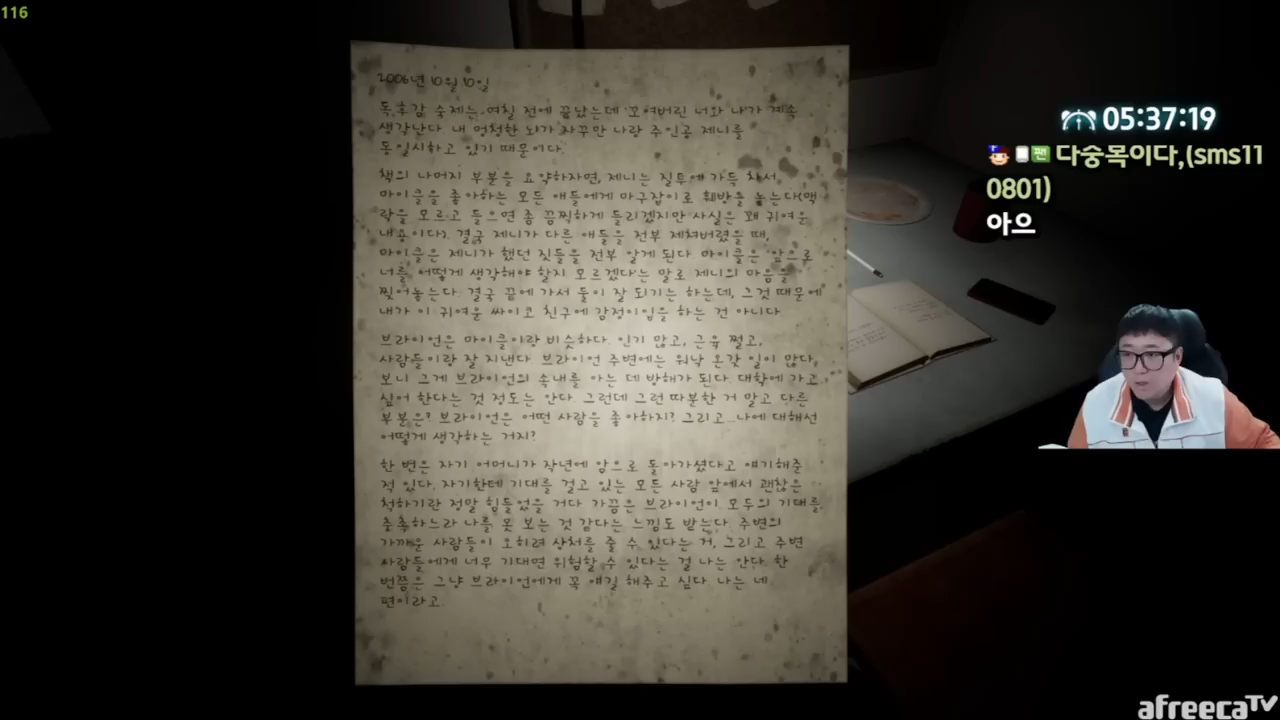 116
2006년 10월 10일
독후감 숙제는 며칠 전에 끝났는데 '꼬여버린 너와 나'가 계속
생각난다. 내 멍청한 뇌가 자꾸만 나랑 주인공 제니를
동일시하고 있기 때문이다.
책의 나머지 부분을 요약하자면, 제니는 질투에 가득 차서
마이클을 좋아하는 모든 애들에게 마구잡이로 훼방을 놓는다(맥
락을 모르고 들으면 좀 끔찍하게 들리겠지만 사실은 꽤 귀여운
내용이다). 결국 제니가 다른 애들을 전부 제쳐버렸을 때,
마이클은 제니가 했던 짓들을 전부 알게 된다. 마이클은 '앞으로
너를 어떻게 생각해야 할지 모르겠다'는 말로 제니의 마음을
찢어놓는다. 결국 끝에 가서 둘이 잘 되기는 하는데, 그것 때문에
내가 이 귀여운 싸이코 친구에 감정이입을 하는 건 아니다.
브라이언은 마이클이랑 비슷하다. 인기 많고, 근육 쩔고,
사람들이랑 잘 지낸다. 브라이언 주변에는 워낙 온갖 일이 많다
보니 그게 브라이언의 속내를 아는 데 방해가 된다. 대학에 가고
싶어 한다는 것 정도는 안다. 그런데 그런 따분한 거 말고 다른
부분은? 브라이언은 어떤 사람을 좋아하지? 그리고...나에 대해선
어떻게 생각하는 거지?
한 번은 자기 어머니가 작년에 암으로 돌아가셨다고 얘기해준
적 있다. 자기한테 기대를 걸고 있는 모든 사람 앞에서 괜찮은
척하기란 정말 힘들었을 거다. 가끔은 브라이언이 모두의 기대를
충족하느라 나를 못 보는 것 같다는 느낌도 받는다. 주변의
가까운 사람들이 오히려 상처를 줄 수 있다는 거, 그리고 주변
사람들에게 너무 기대면 위험할 수 있다는 걸 나는 안다. 한
번쯤은 그냥 브라이언에게 꼭 얘길 해주고 싶다. 나는 네
편이라고.
05:37:19
팬 다숭목이다,(sms11
0801)
아으
afreecaTV